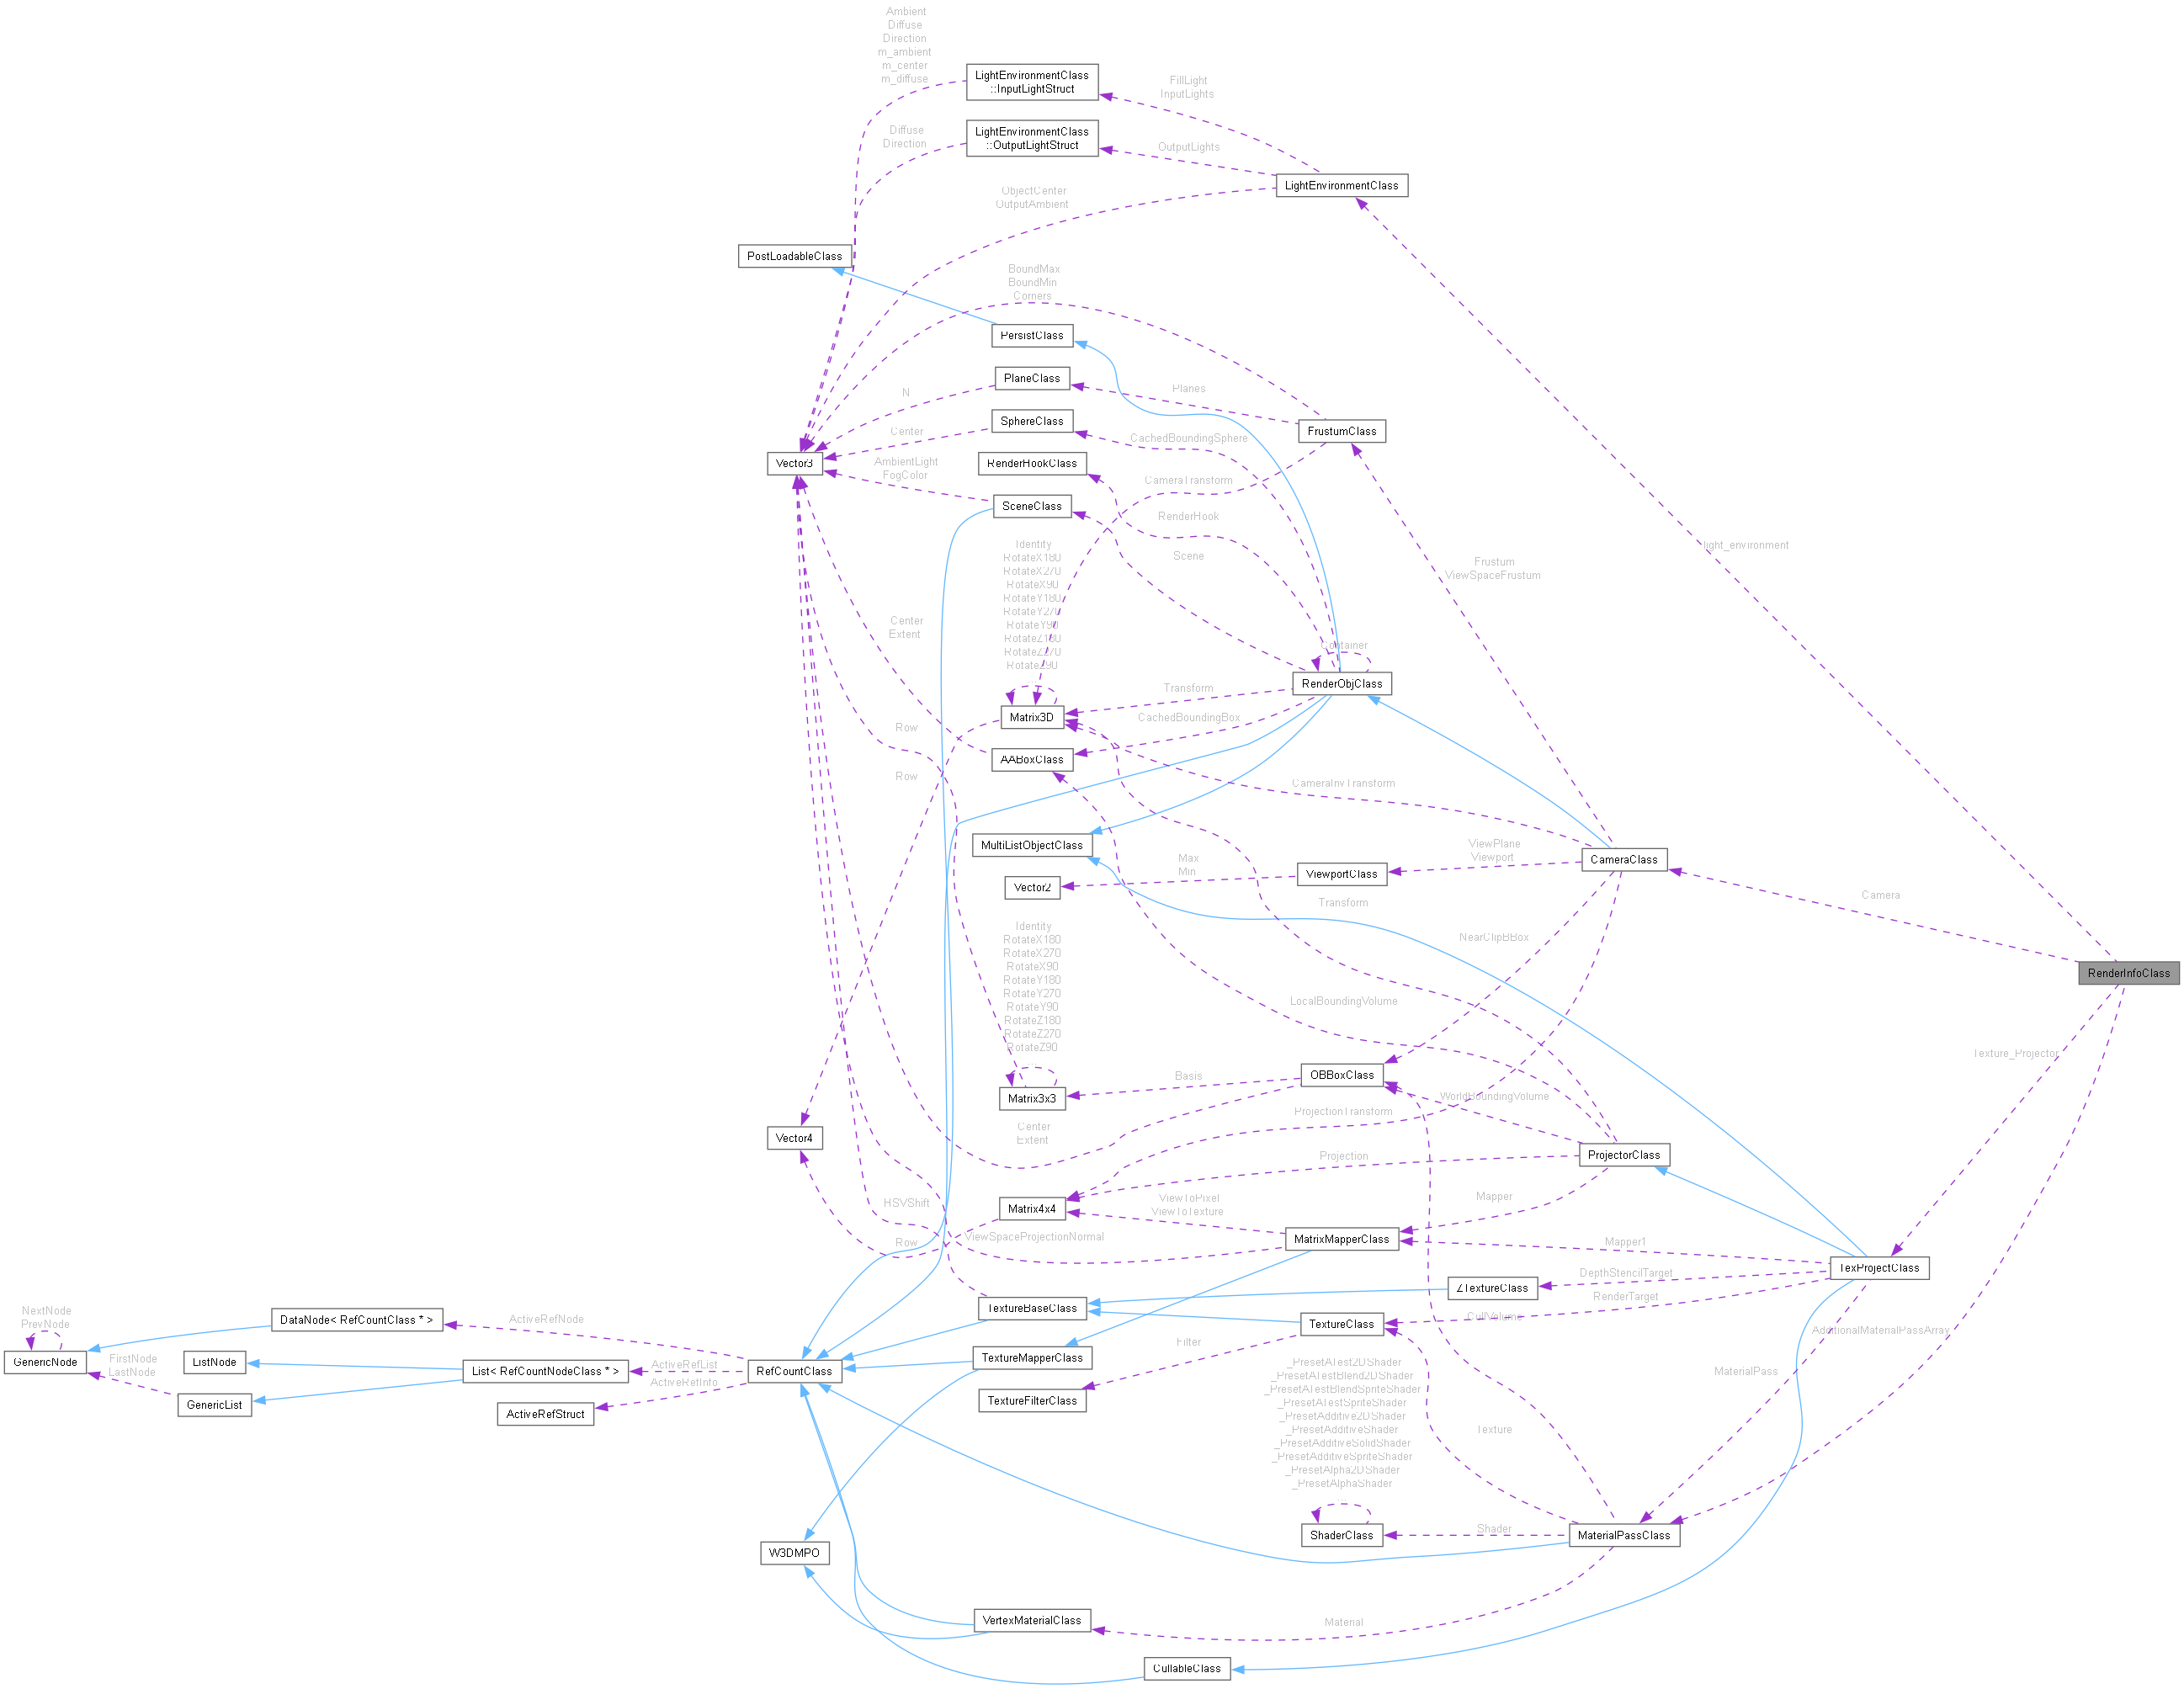 Ambient
Diffuse
Direction
m_ambient
m_center
m_diffuse
LightEnvironmentClass
::InputLightStruct
FillLight
InputLights
Diffuse
Direction
LightEnvironmentClass
::OutputLightStruct
OutputLights
LightEnvironmentClass
ObjectCenter
OutputAmbient
PostLoadableClass
BoundMax
BoundMin
Corners
PersistClass
PlaneClass
Planes
N
SphereClass
Center
CachedBoundingSphere
FrustumClass
Vector3
AmbientLight
FogColor
RenderHookClass
CameraTransform
SceneClass
RenderHook
Scene
light_environment
Frustum
ViewSpaceFrustum
Identity
RotateX180
RotateX270
RotateX90
RotateY180
RotateY270
RotateY90
RotateZ180
RotateZ270
RotateZ90
...
Center
Extent
Container
RenderObjClass
Transform
Matrix3D
CachedBoundingBox
Row
AABoxClass
Row
CameraInvTransform
MultiListObjectClass
ViewPlane
Viewport
CameraClass
Max
Min
Vector2
ViewportClass
Camera
Transform
Identity
RotateX180
RotateX270
RotateX90
RotateY180
RotateY270
RotateY90
RotateZ180
RotateZ270
RotateZ90
...
NearClipBBox
RenderInfoClass
LocalBoundingVolume
Texture_Projector
OBBoxClass
Basis
Matrix3x3
WorldBoundingVolume
ProjectionTransform
Center
Extent
Vector4
ProjectorClass
Projection
HSVShift
Matrix4x4
ViewToPixel
ViewToTexture
Mapper
Row
ViewSpaceProjectionNormal
MatrixMapperClass
Mapper1
TexProjectClass
DepthStencilTarget
ZTextureClass
RenderTarget
TextureBaseClass
CullVolume
TextureClass
NextNode
PrevNode
DataNode< RefCountClass * >
ActiveRefNode
AdditionalMaterialPassArray
GenericNode
FirstNode
LastNode
ListNode
List< RefCountNodeClass * >
ActiveRefList
ActiveRefInfo
RefCountClass
TextureMapperClass
Filter
MaterialPass
GenericList
ActiveRefStruct
TextureFilterClass
_PresetATest2DShader
_PresetATestBlend2DShader
_PresetATestBlendSpriteShader
_PresetATestSpriteShader
_PresetAdditive2DShader
_PresetAdditiveShader
_PresetAdditiveSolidShader
_PresetAdditiveSpriteShader
_PresetAlpha2DShader
_PresetAlphaShader
...
Texture
ShaderClass
Shader
MaterialPassClass
W3DMPO
VertexMaterialClass
Material
CullableClass